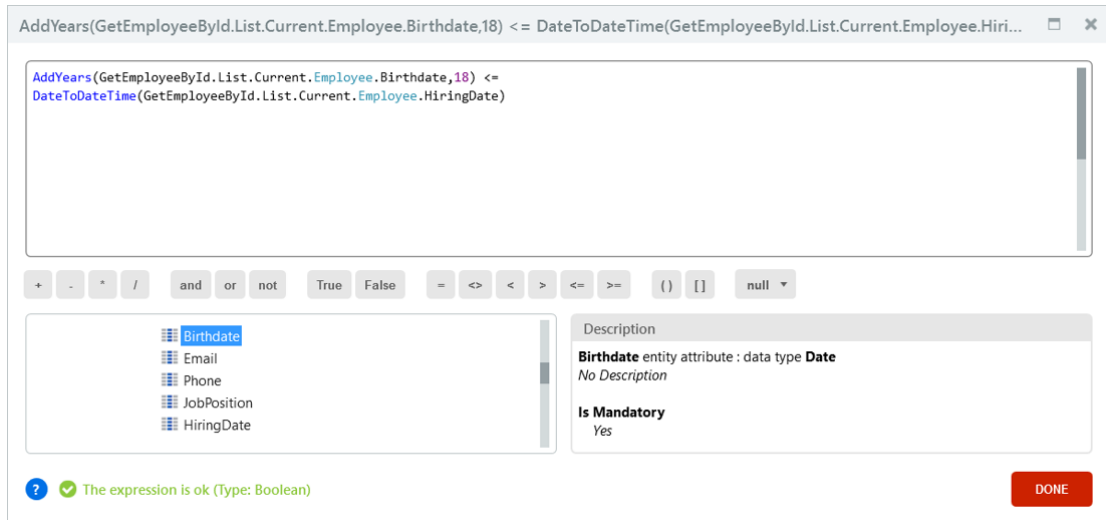 AddYears(GetEmployeeById.List.Current.Employee.Birthdate,18) <= DateToDateTime(GetEmployeeById.List.Current.Employee.Hiri...
AddYears(GetEmployeeById.List.Current.Employee.Birthdate,18) <=
DateToDateTime(GetEmployeeById.List.Current.Employee.HiringDate)
+ - * / and or not True False = <> < > <= >= ( ) [ ] null
Birthdate
Email
Phone
JobPosition
HiringDate
Description
Birthdate entity attribute : data type Date
No Description
Is Mandatory
Yes
? The expression is ok (Type: Boolean)
DONE